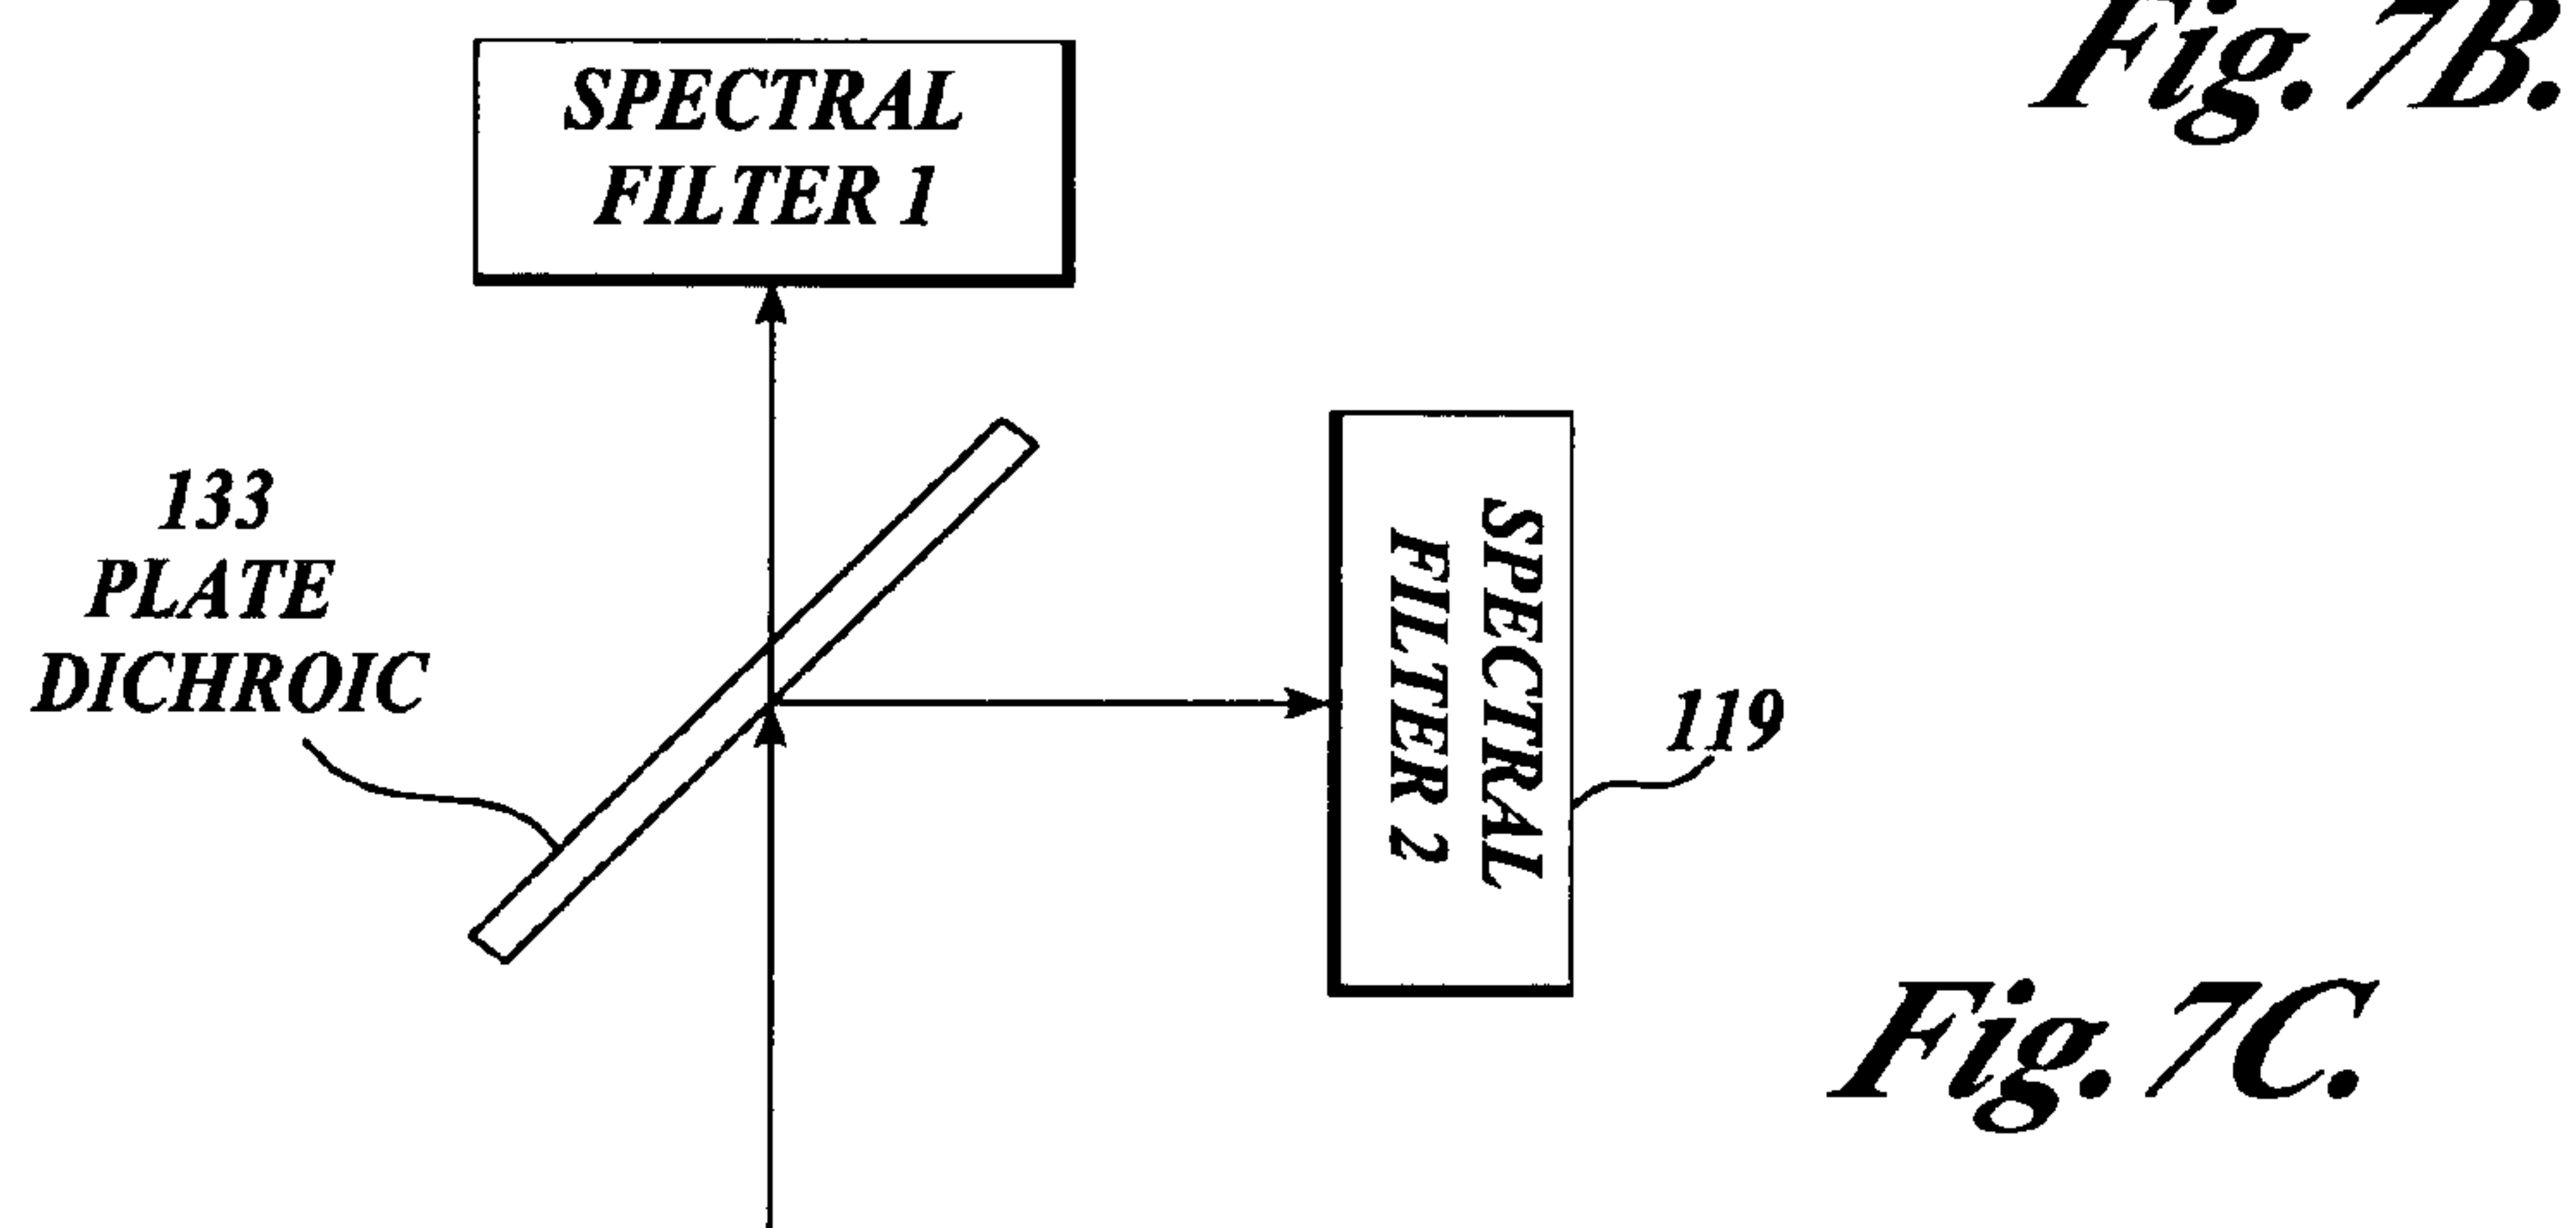 Fig. 7B.
SPECTRAL
FILTER 1
133
PLATE
DICHROIC
SPECTRAL
FILTER 2
119
Fig. 7C.